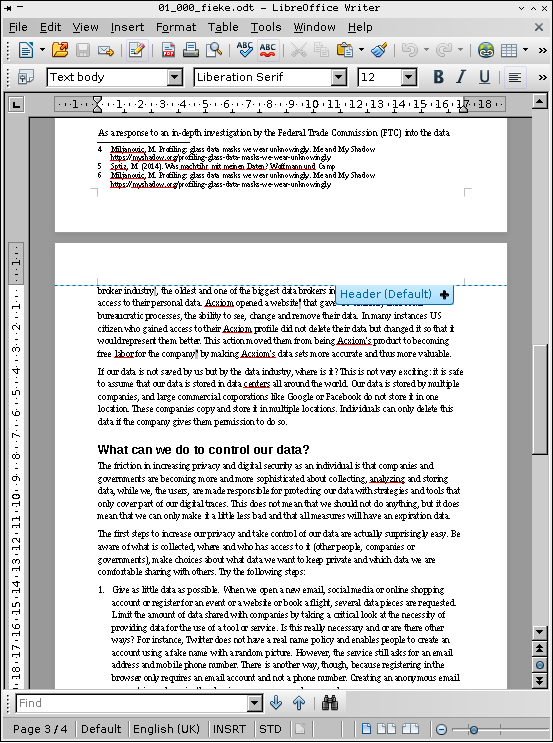 01_000_fieke.odt - LibreOffice Writer
File Edit View Insert Format Table Tools Window Help
Text body Liberation Serif 12
1 1 2 3 4 5 6 7 8 9 10 11 12 13 14 15 16 17 18
As a response to an in-depth investigation by the Federal Trade Commission (FTC) into the data
4 Miljanovic, M. Profiling: glass data masks we wear unknowingly. Me and My Shadow
https://myshadow.org/profiling-glass-data-masks-we-wear-unknowingly
5 Spitz, M. (2014). Was macht ihr mit meinen Daten? Hoffmann und Camp
6 Miljanovic, M. Profiling: glass data masks we wear unknowingly. Me and My Shadow
https://myshadow.org/profiling-glass-data-masks-we-wear-unknowingly
Header (Default)
broker industry, the oldest and one of the biggest data brokers in
access to their personal data. Acxiom opened a website that gave
bureaucratic processes, the ability to see, change and remove their data. In many instances US
citizen who gained access to their Acxiom profile did not delete their data but changed it so that it
would represent them better. This action moved them from being Acxiom's product to becoming
free labor for the company by making Acxiom's data sets more accurate and thus more valuable.
If our data is not saved by us but by the data industry, where is it? This is not very exciting: it is safe
to assume that our data is stored in data centers all around the world. Our data is stored by multiple
companies, and large commercial corporations like Google or Facebook do not store it in one
location. These companies copy and store it in multiple locations. Individuals can only delete this
data if the company gives them permission to do so.
What can we do to control our data?
The friction in increasing privacy and digital security as an individual is that companies and
governments are becoming more and more sophisticated about collecting, analyzing and storing
data, while we, the users, are made responsible for protecting our data with strategies and tools that
only cover part of our digital traces. This does not mean that we should not do anything, but it does
mean that we can only make it a little less bad and that all measures will have an expiration data.
The first steps to increase our privacy and take control of our data are actually surprisingly easy. Be
aware of what is collected, where and who has access to it (other people, companies or
governments), make choices about what data we want to keep private and which data we are
comfortable sharing with others. Try the following steps:
1. Give as little data as possible. When we open a new email, social media or online shopping
account or register for an event or a website or book a flight, several data pieces are requested.
Limit the amount of data shared with companies by taking a critical look at the necessity of
providing data for the use of a tool or service. Is this really necessary and or are there other
ways? For instance, Twitter does not have a real name policy and enables people to create an
account using a fake name with a random picture. However, the service still asks for an email
address and mobile phone number. There is another way, though, because registering in the
browser only requires an email account and not a phone number. Creating an anonymous email
Find
Page 3 / 4 Default English (UK) INSRT STD